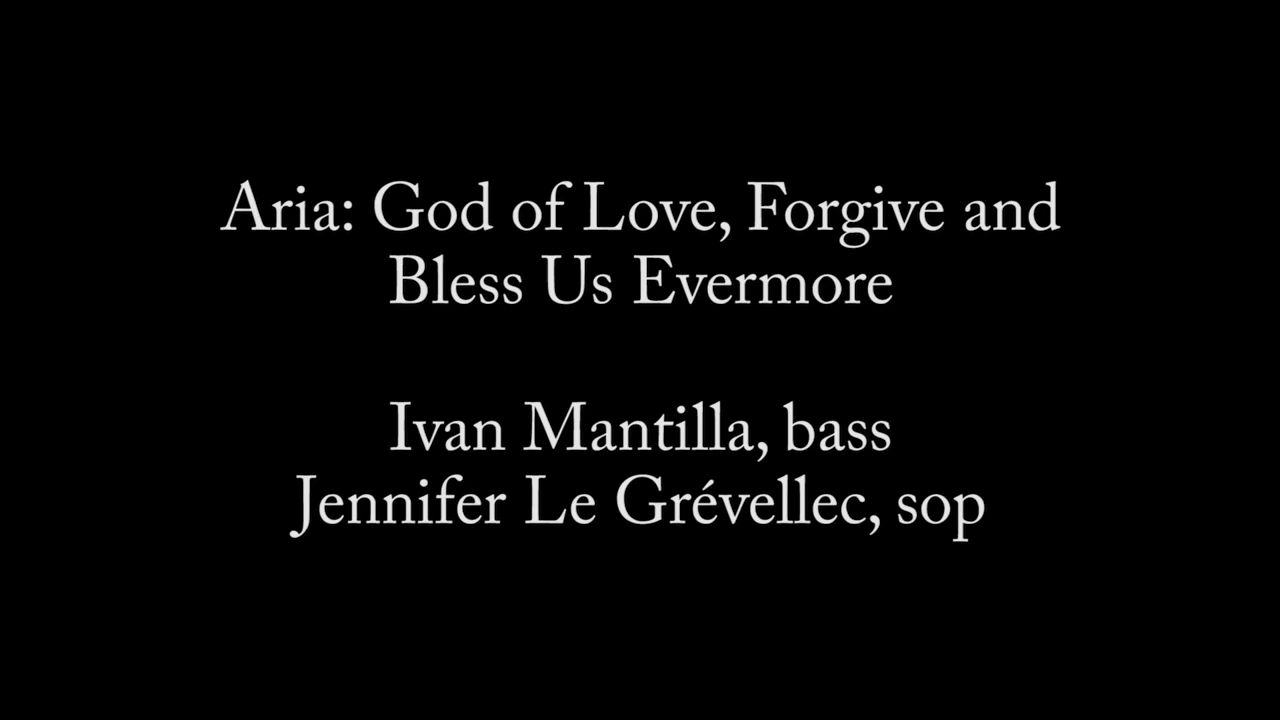 Aria: God of Love, Forgive and
Bless Us Evermore
Ivan Mantilla, bass
Jennifer Le Grévellec, sop